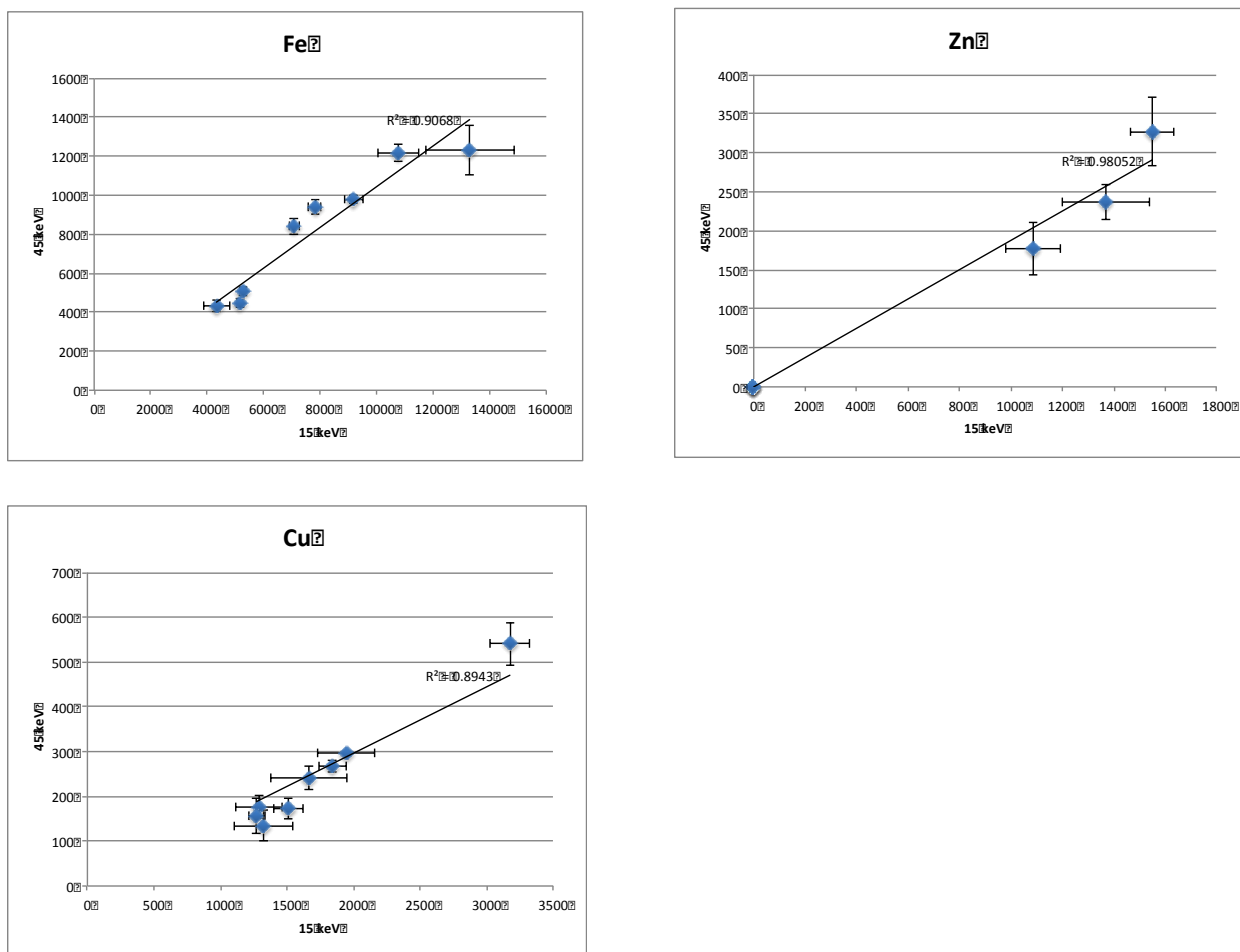 Fe
1600
1400
1200
1000
800
600
400
200
0
45 keV
R² = 0.9068
0 2000 4000 6000 8000 10000 12000 14000 16000
15 keV
Zn
400
350
300
250
200
150
100
50
0
45 keV
R² = 0.98052
0 200 400 600 800 1000 1200 1400 1600 1800
15 keV
Cu
700
600
500
400
300
200
100
0
45 keV
R² = 0.8943
0 500 1000 1500 2000 2500 3000 3500
15 keV